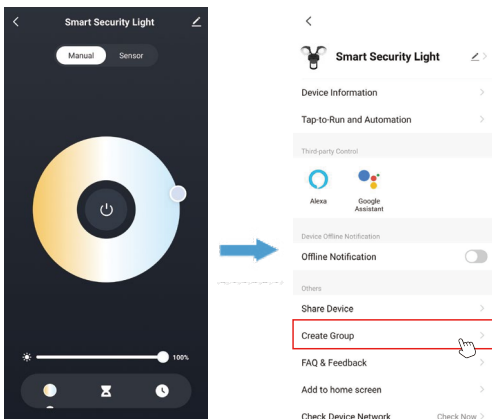 Smart Security Light
Manual
Sensor
100%
Smart Security Light
Device Information
Tap-to-Run and Automation
Third-party Control
Alexa
Google
Assistant
Device Offline Notification
Offline Notification
Others
Share Device
Create Group
FAQ & Feedback
Add to home screen
Check Device Network
Check Now